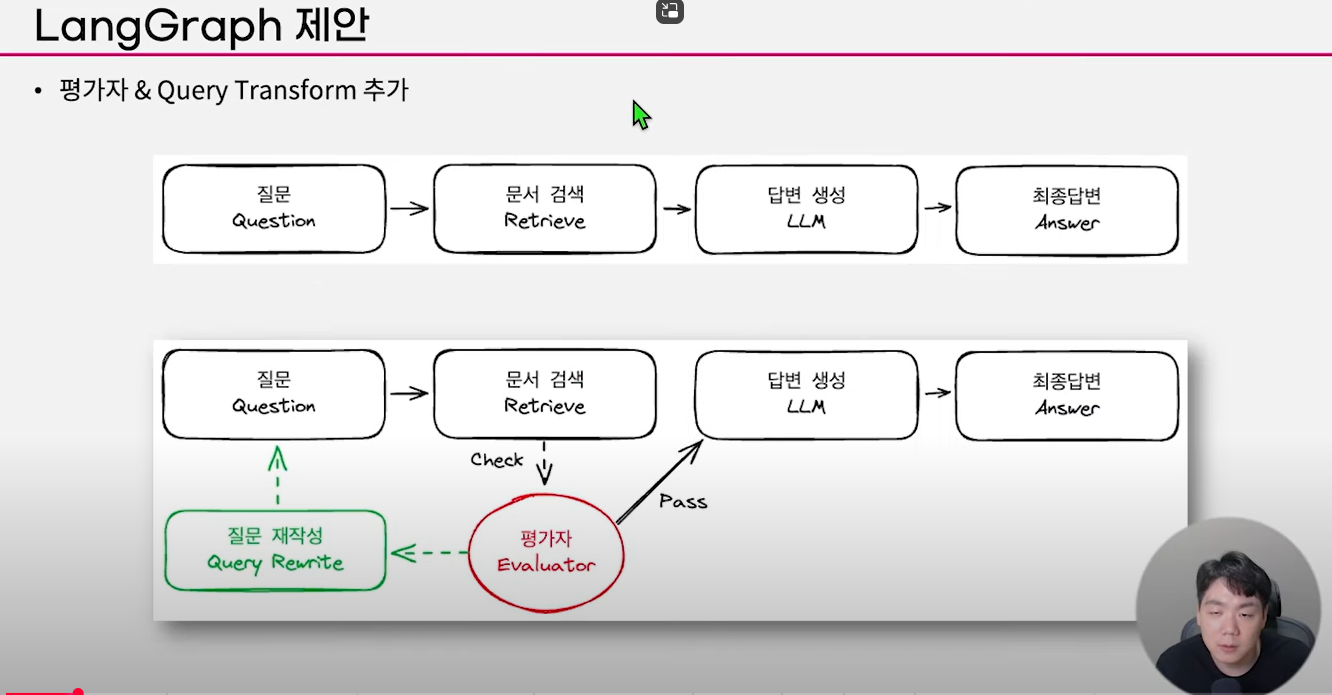 LangGraph 제안
• 평가자 & Query Transform 추가
질문
Question
문서 검색
Retrieve
답변 생성
LLM
최종답변
Answer
질문
Question
문서 검색
Retrieve
답변 생성
LLM
최종답변
Answer
Check
Pass
질문 재작성
Query Rewrite
평가자
Evaluator